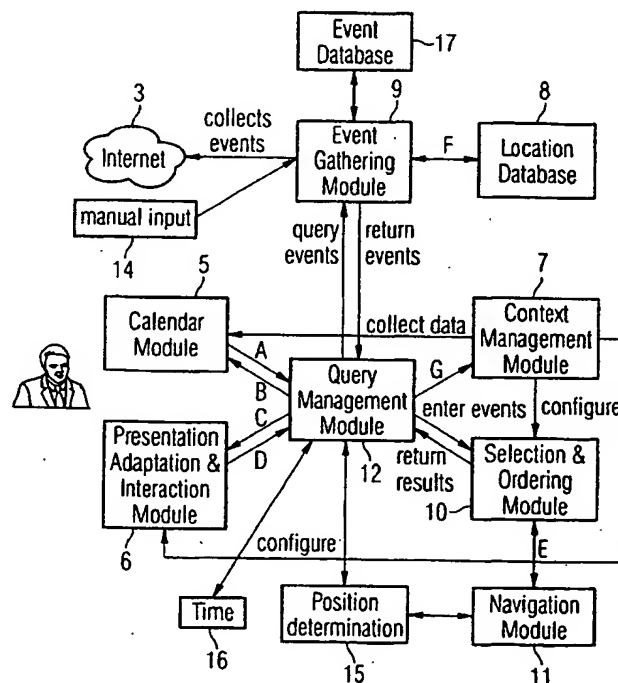 Event
Database
17
3
collects
events
9
8
Internet
Event
Gathering
Module
F
Location
Database
manual input
14
query
events
return
events
5
7
Calendar
Module
collect data
Context
Management
Module
A
B
C
D
Query
Management
Module
12
G
enter events
configure
return
results
Presentation
Adaptation &
Interaction
Module
6
Selection &
Ordering
Module
10
configure
E
Time
16
Position
determination
15
Navigation
Module
11